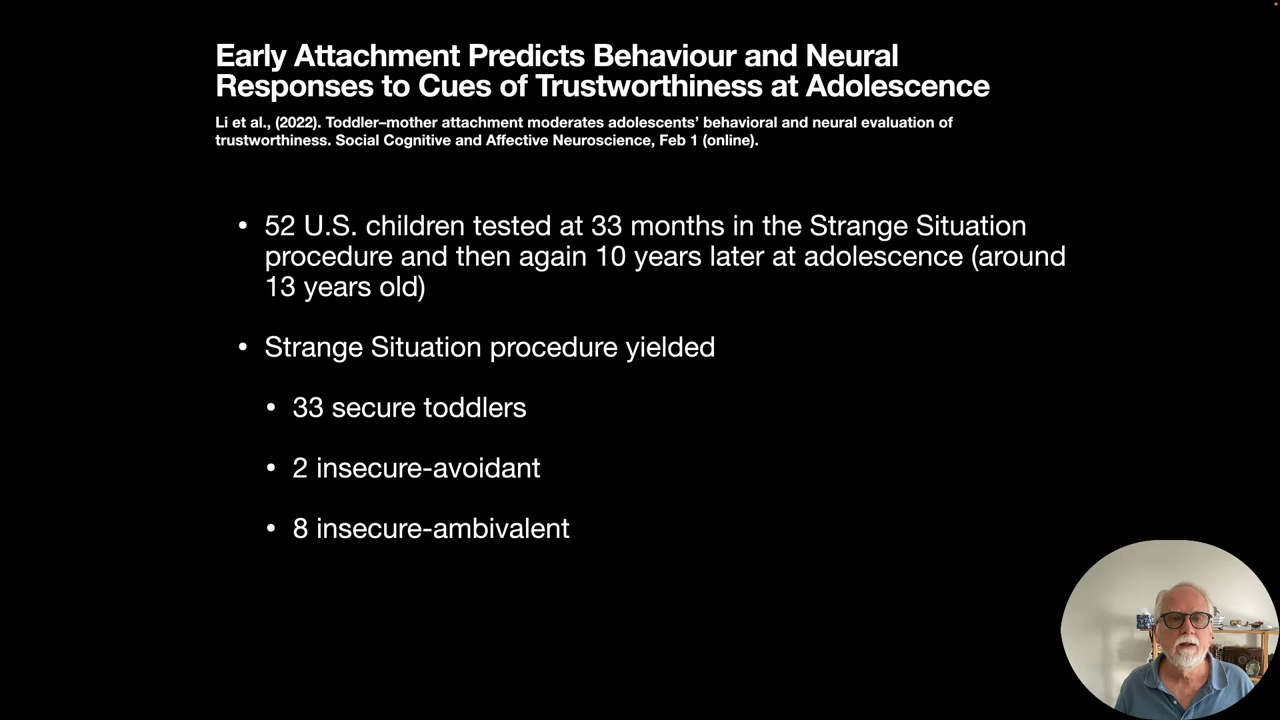 Early Attachment Predicts Behaviour and Neural
Responses to Cues of Trustworthiness at Adolescence
Li et al., (2022). Toddler–mother attachment moderates adolescents’ behavioral and neural evaluation of
trustworthiness. Social Cognitive and Affective Neuroscience, Feb 1 (online).
• 52 U.S. children tested at 33 months in the Strange Situation
procedure and then again 10 years later at adolescence (around
13 years old)
• Strange Situation procedure yielded
• 33 secure toddlers
• 2 insecure-avoidant
• 8 insecure-ambivalent